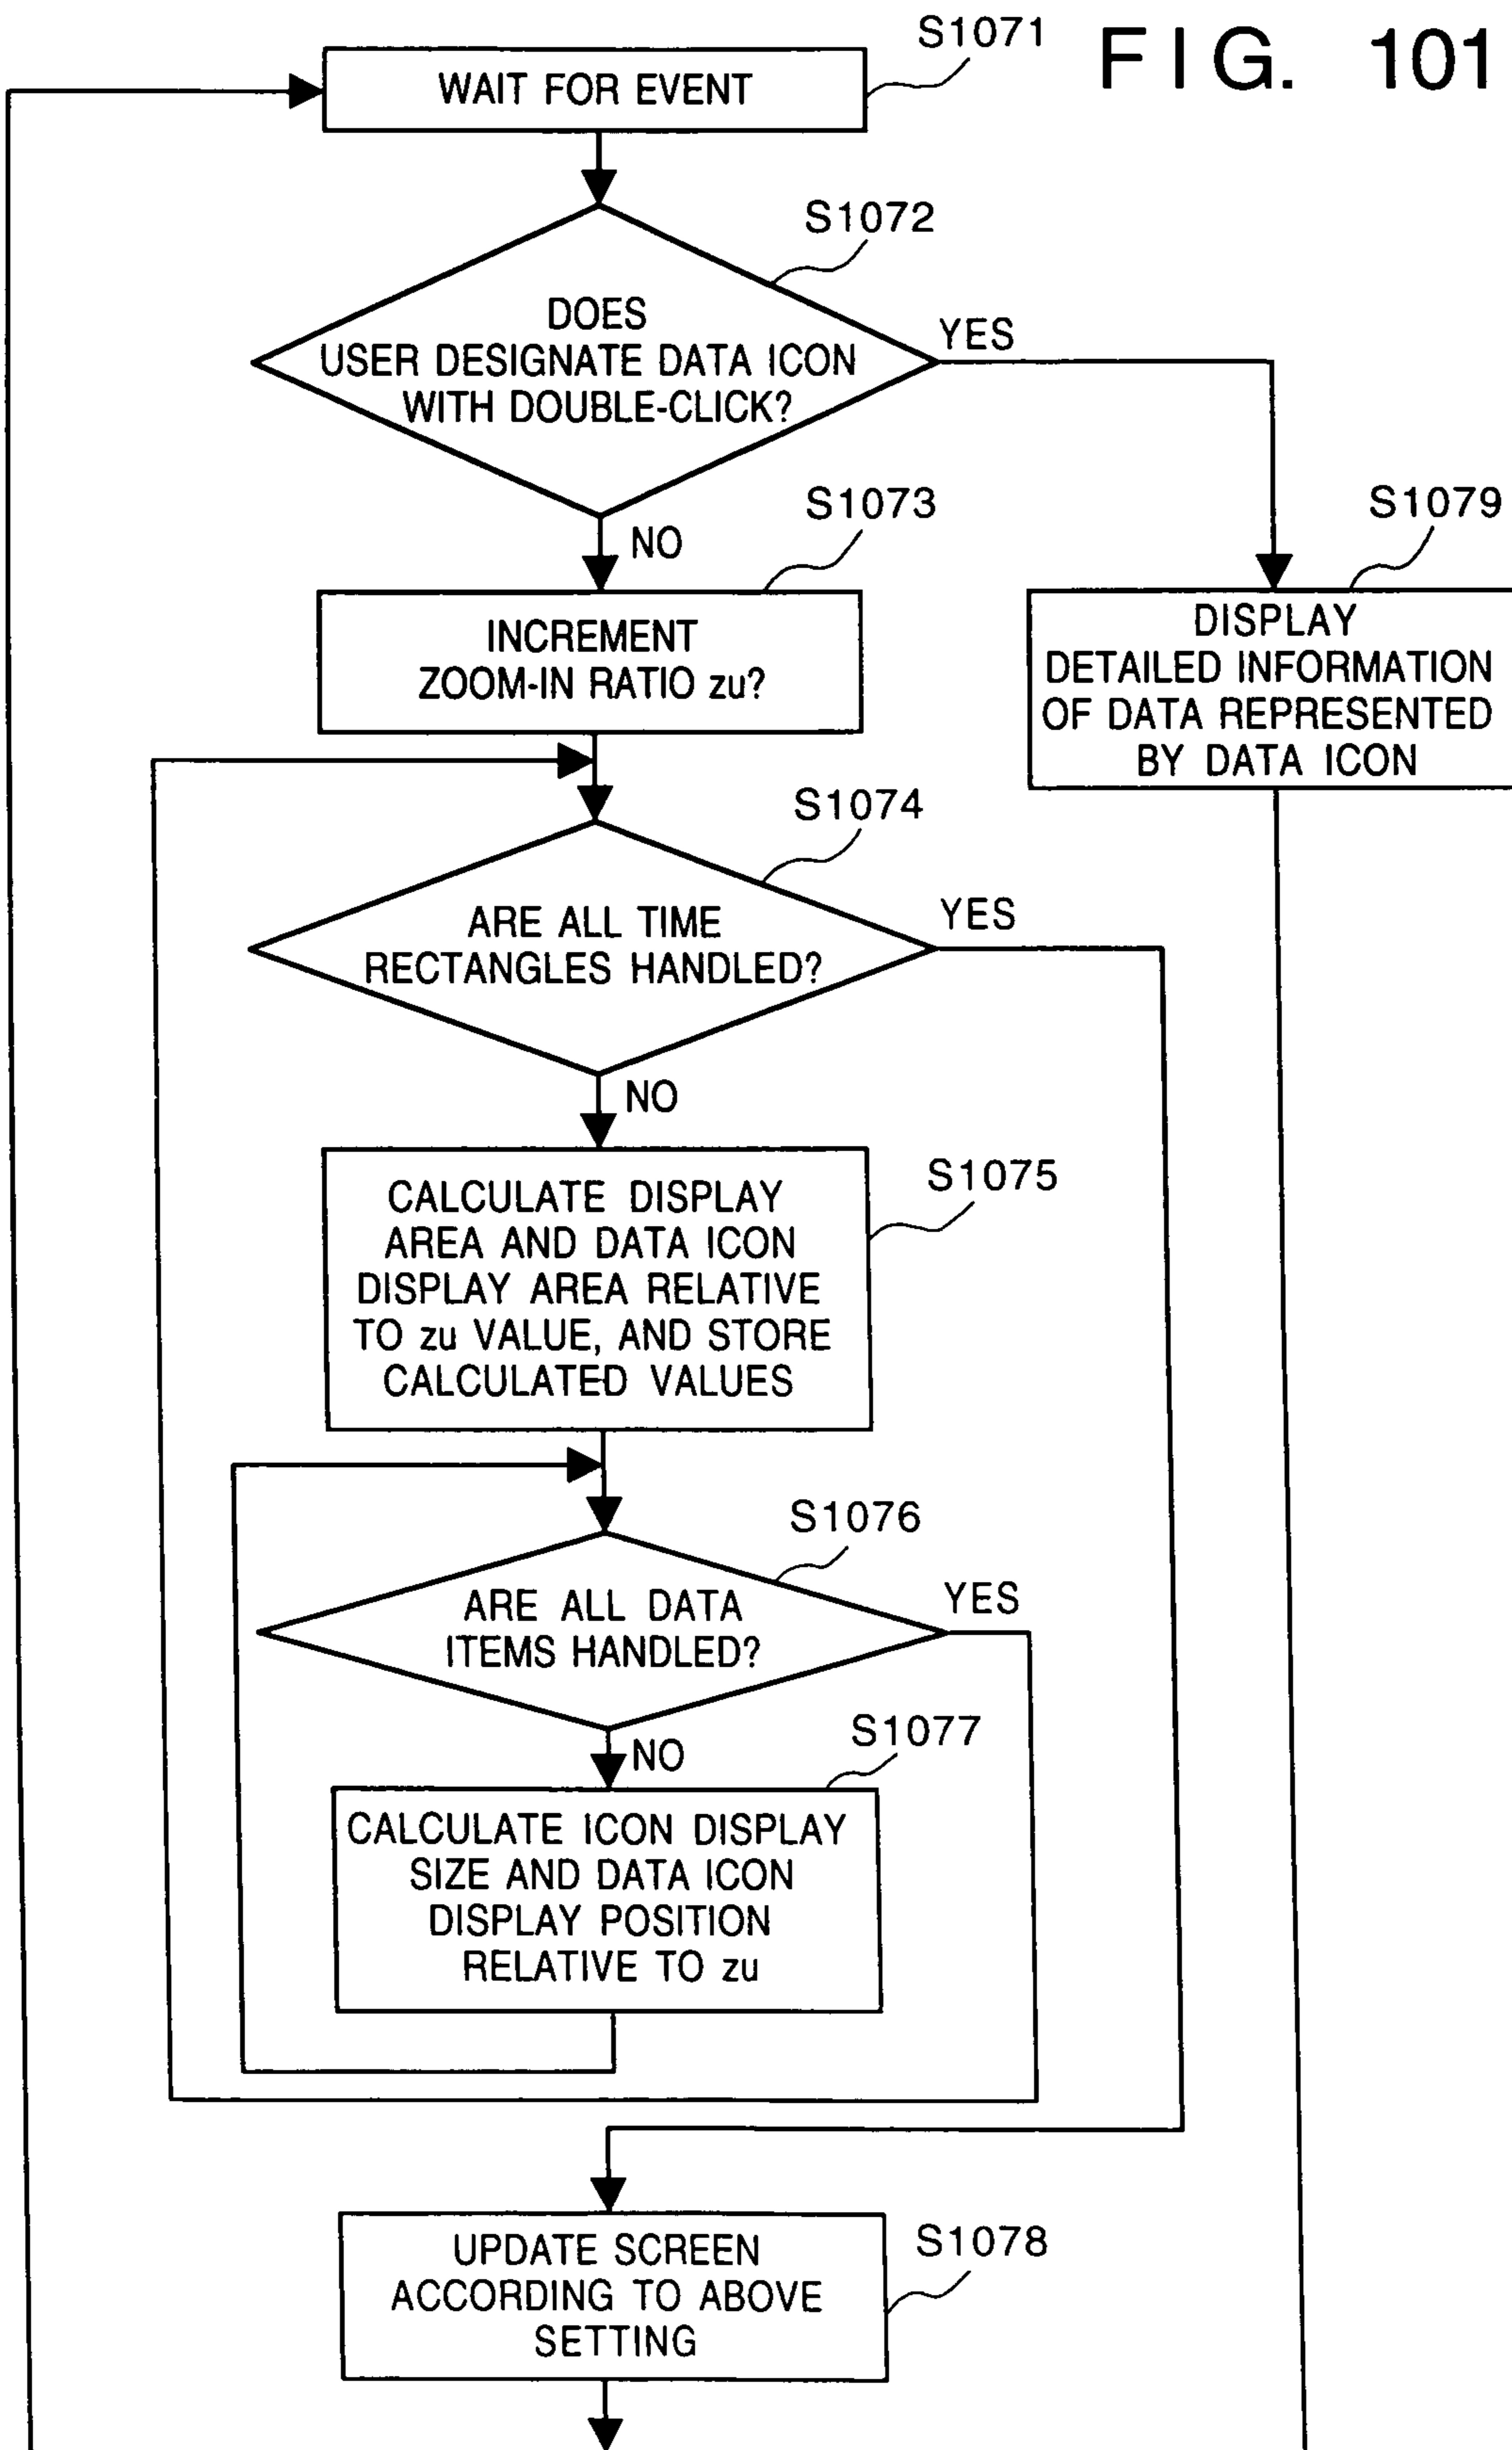 FIG. 101
S1071
WAIT FOR EVENT
S1072
DOES
USER DESIGNATE DATA ICON
WITH DOUBLE-CLICK?
YES
NO
S1073
INCREMENT
ZOOM-IN RATIO zu?
S1079
DISPLAY
DETAILED INFORMATION
OF DATA REPRESENTED
BY DATA ICON
S1074
ARE ALL TIME
RECTANGLES HANDLED?
YES
NO
S1075
CALCULATE DISPLAY
AREA AND DATA ICON
DISPLAY AREA RELATIVE
TO zu VALUE, AND STORE
CALCULATED VALUES
S1076
ARE ALL DATA
ITEMS HANDLED?
YES
NO
S1077
CALCULATE ICON DISPLAY
SIZE AND DATA ICON
DISPLAY POSITION
RELATIVE TO zu
S1078
UPDATE SCREEN
ACCORDING TO ABOVE
SETTING